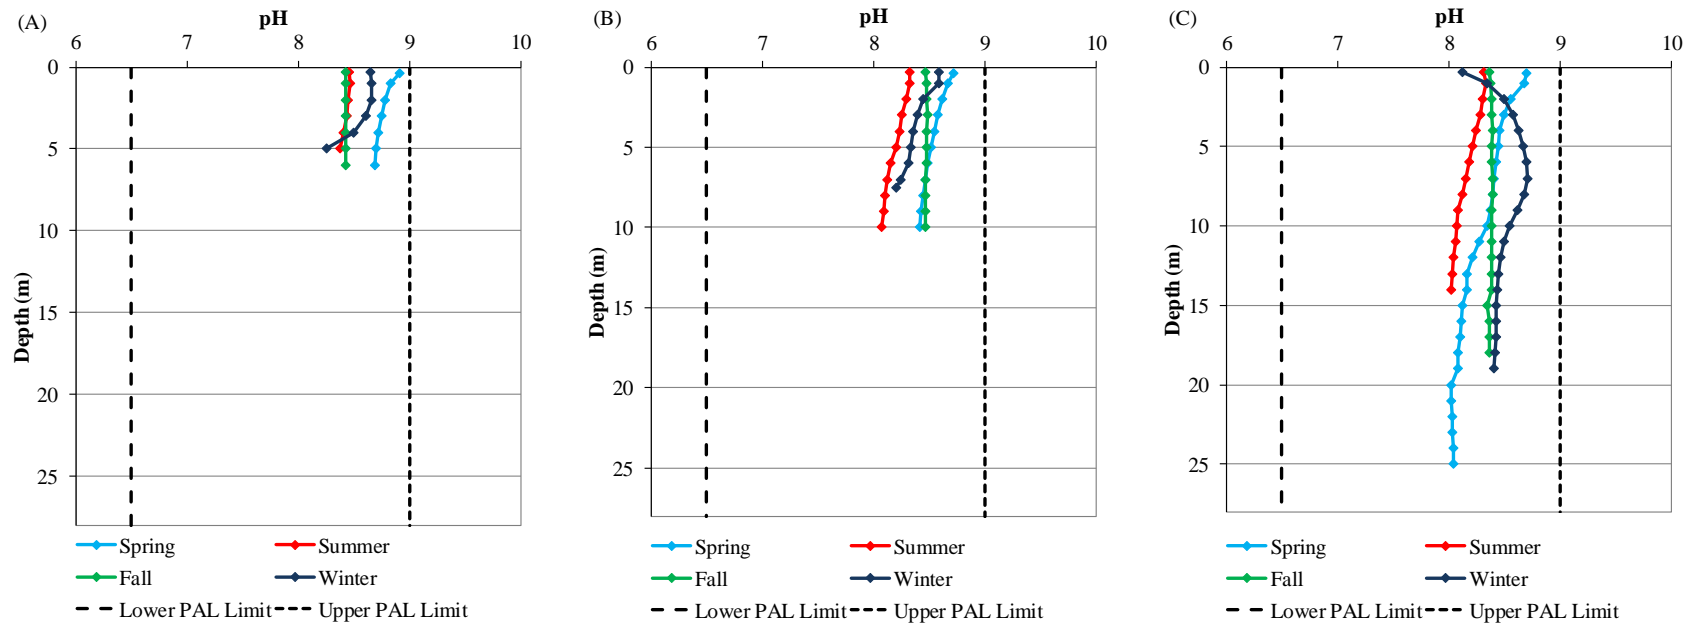 (A)
pH
6 7 8 9 10
0
5
10
15
20
25
Depth (m)
Spring Summer
Fall Winter
Lower PAL Limit Upper PAL Limit
(B)
pH
6 7 8 9 10
0
5
10
15
20
25
Depth (m)
Spring Summer
Fall Winter
Lower PAL Limit Upper PAL Limit
(C)
pH
6 7 8 9 10
0
5
10
15
20
25
Depth (m)
Spring Summer
Fall Winter
Lower PAL Limit Upper PAL Limit